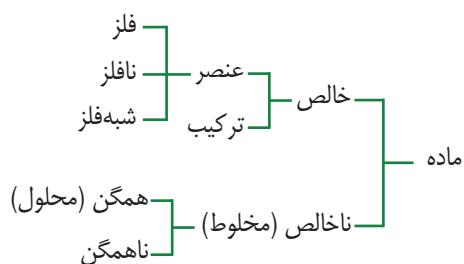 ماده
خالص
عنصر
فلز
نافلز
شبه‌فلز
ترکیب
ناخالص (مخلوط)
همگن (محلول)
ناهمگن